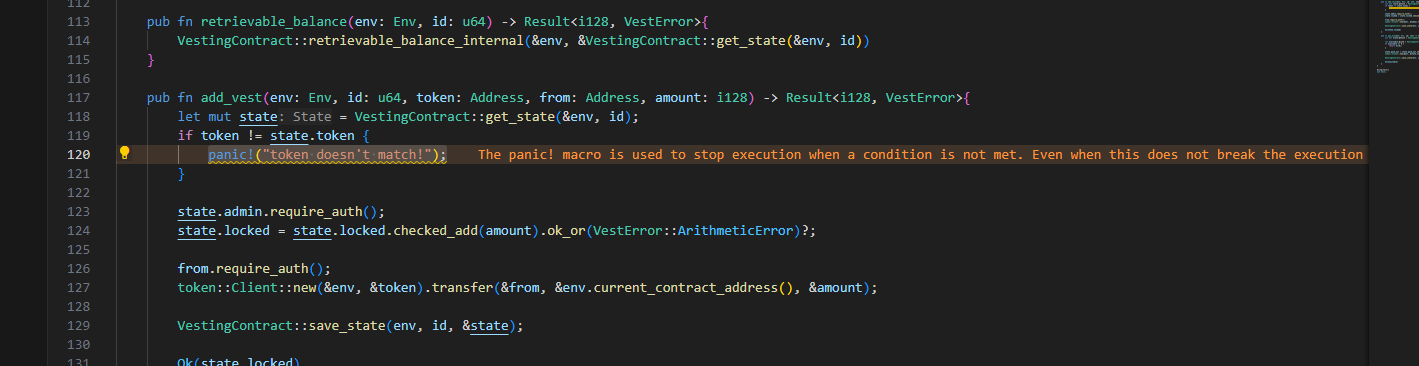 112
113 pub fn retrievable_balance(env: Env, id: u64) -> Result<i128, VestError>{
114 VestingContract::retrievable_balance_internal(&env, &VestingContract::get_state(&env, id))
115 }
116
117 pub fn add_vest(env: Env, id: u64, token: Address, from: Address, amount: i128) -> Result<i128, VestError>{
118 let mut state: State = VestingContract::get_state(&env, id);
119 if token != state.token {
120 panic!("token doesn't match!"); The panic! macro is used to stop execution when a condition is not met. Even when this does not break the execution
121 }
122
123 state.admin.require_auth();
124 state.locked = state.locked.checked_add(amount).ok_or(VestError::ArithmeticError)?;
125
126 from.require_auth();
127 token::Client::new(&env, &token).transfer(&from, &env.current_contract_address(), &amount);
128
129 VestingContract::save_state(env, id, &state);
130
131 Ok(state.locked)